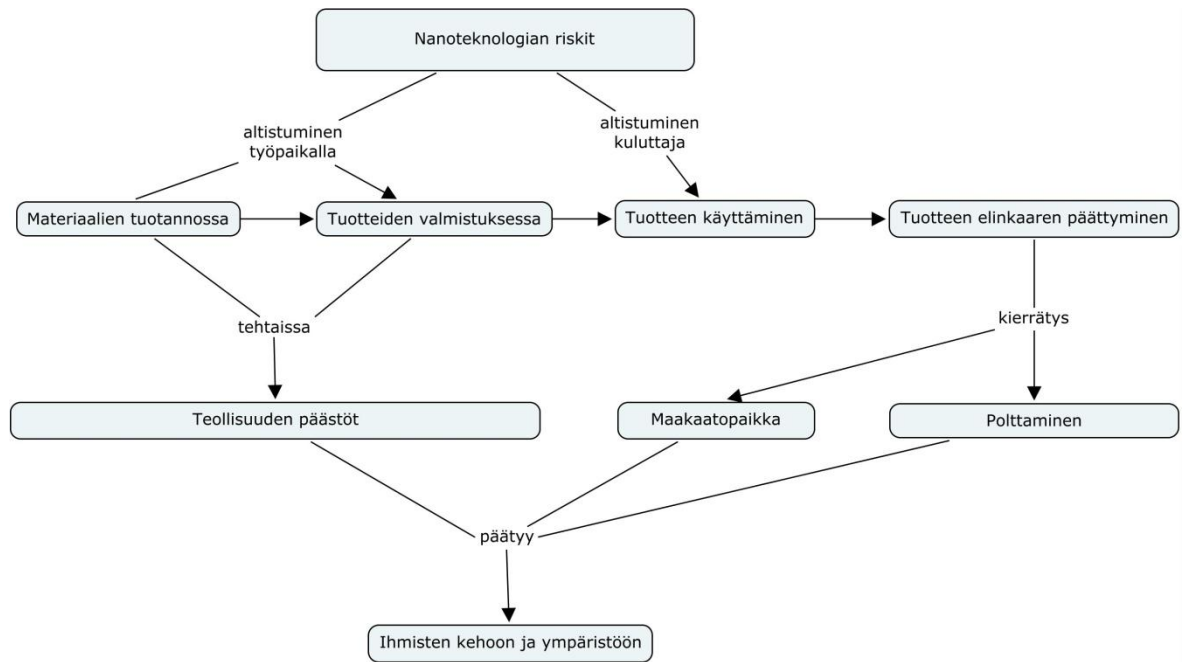 Nanoteknologian riskit
altistuminen
työpaikalla
altistuminen
kuluttaja
Materiaalien tuotannossa
Tuotteiden valmistuksessa
Tuotteen käyttäminen
Tuotteen elinkaaren päättyminen
tehtaissa
kierrätys
Teollisuuden päästöt
Maakaatopaikka
Polttaminen
päätyy
Ihmisten kehoon ja ympäristöön